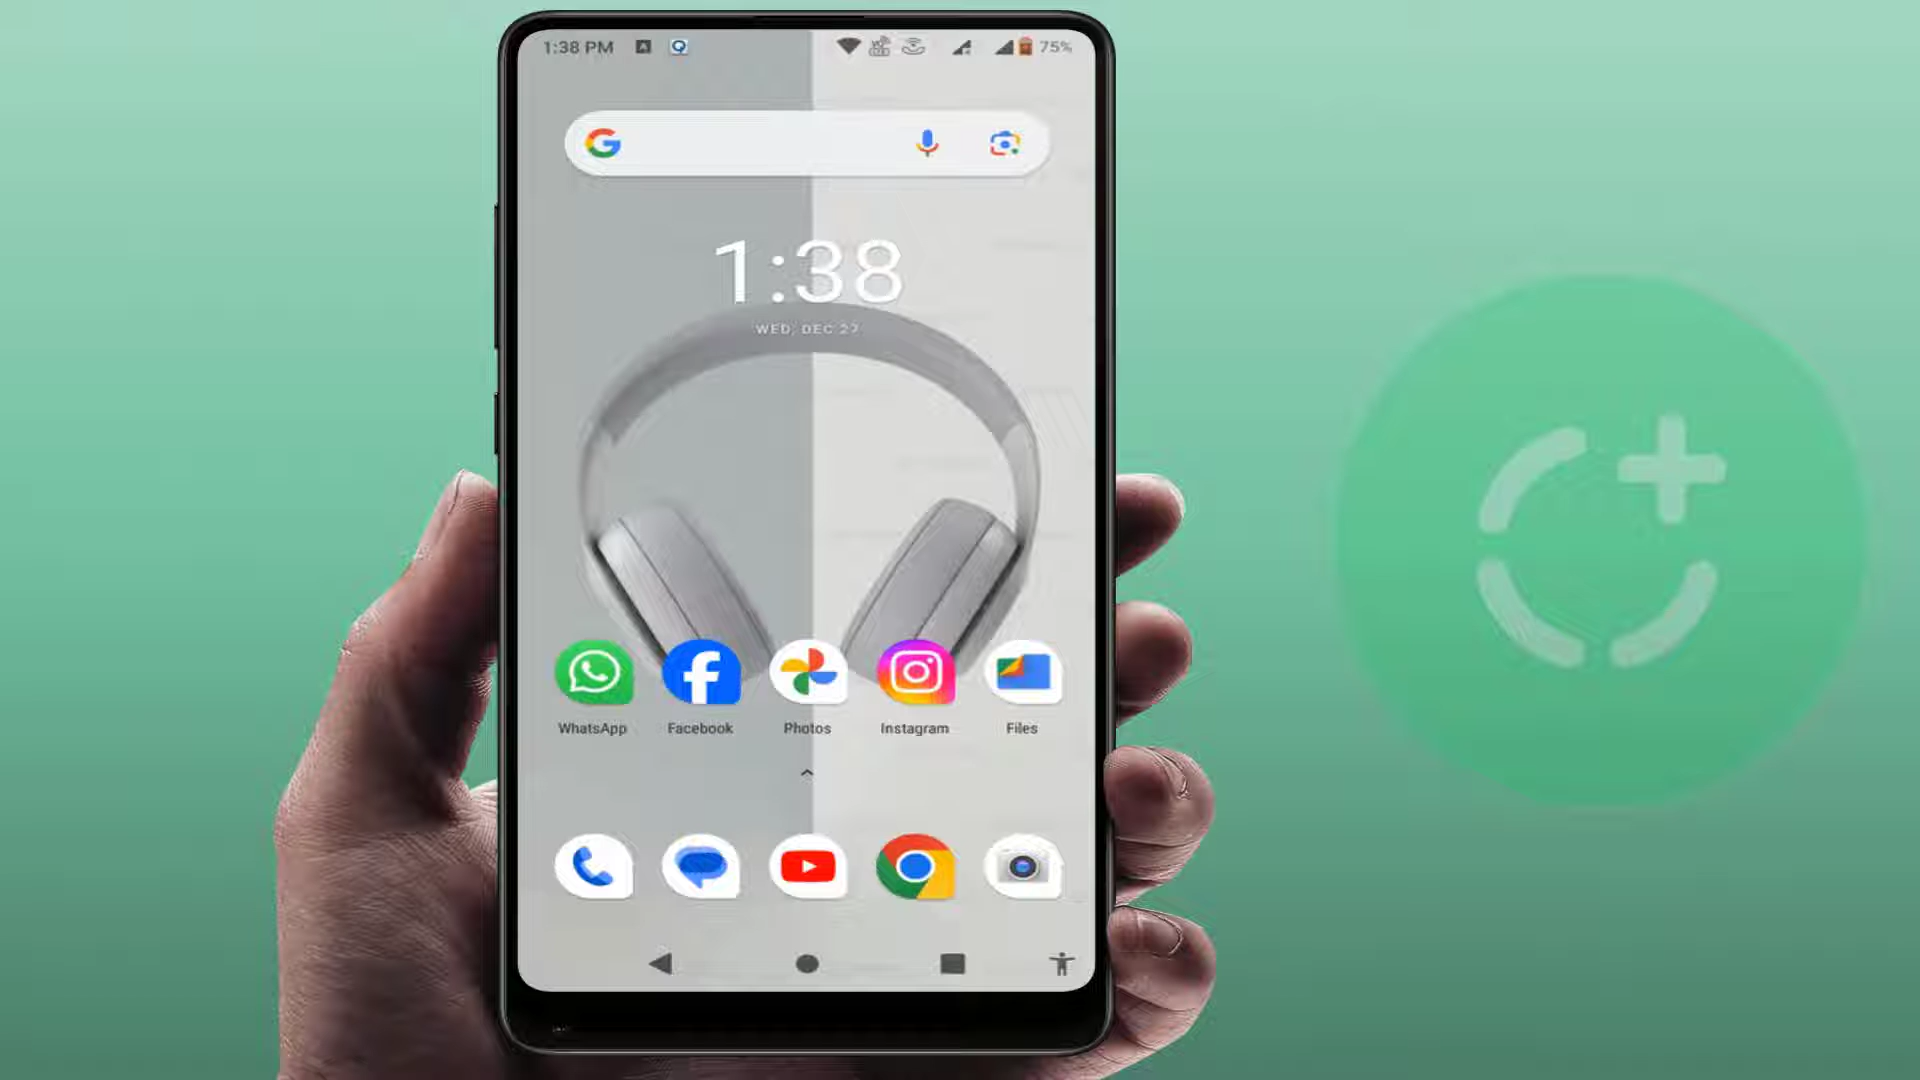 1:38 PM
75%
1:38
WED, DEC 27
WhatsApp
Facebook
Photos
Instagram
Files